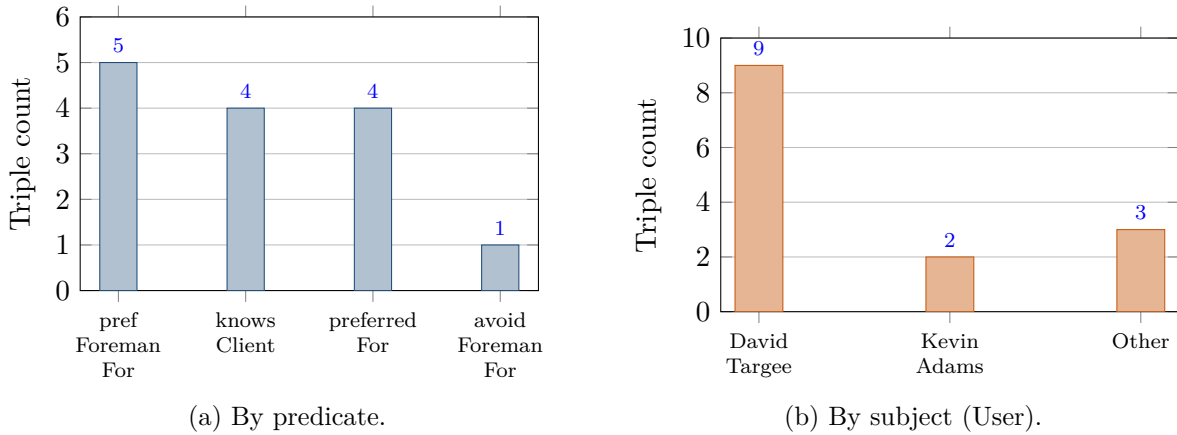 6
5
4
3
2
1
0
Triple count
5
4
4
1
pref
Foreman
For
knows
Client
preferred
For
avoid
Foreman
For
(a) By predicate.
10
8
6
4
2
0
Triple count
9
2
3
David
Targee
Kevin
Adams
Other
(b) By subject (User).